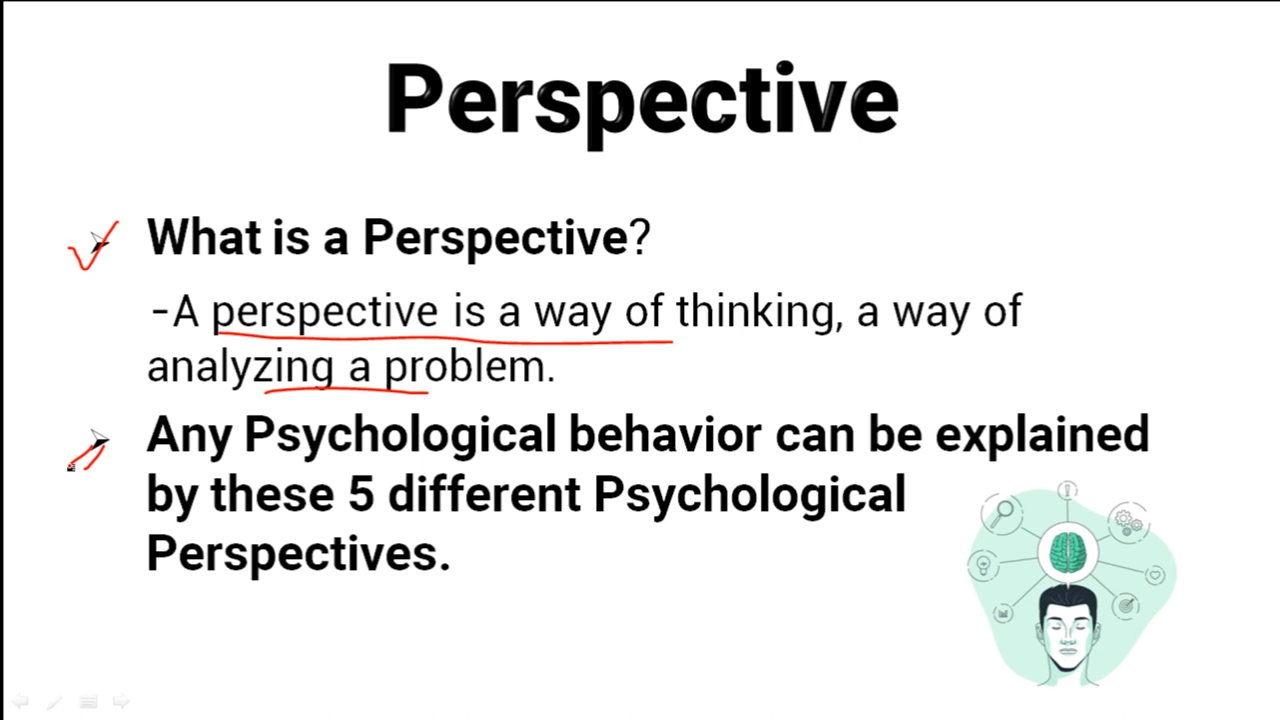 Perspective
What is a Perspective?
-A perspective is a way of thinking, a way of
analyzing a problem.
Any Psychological behavior can be explained
by these 5 different Psychological
Perspectives.